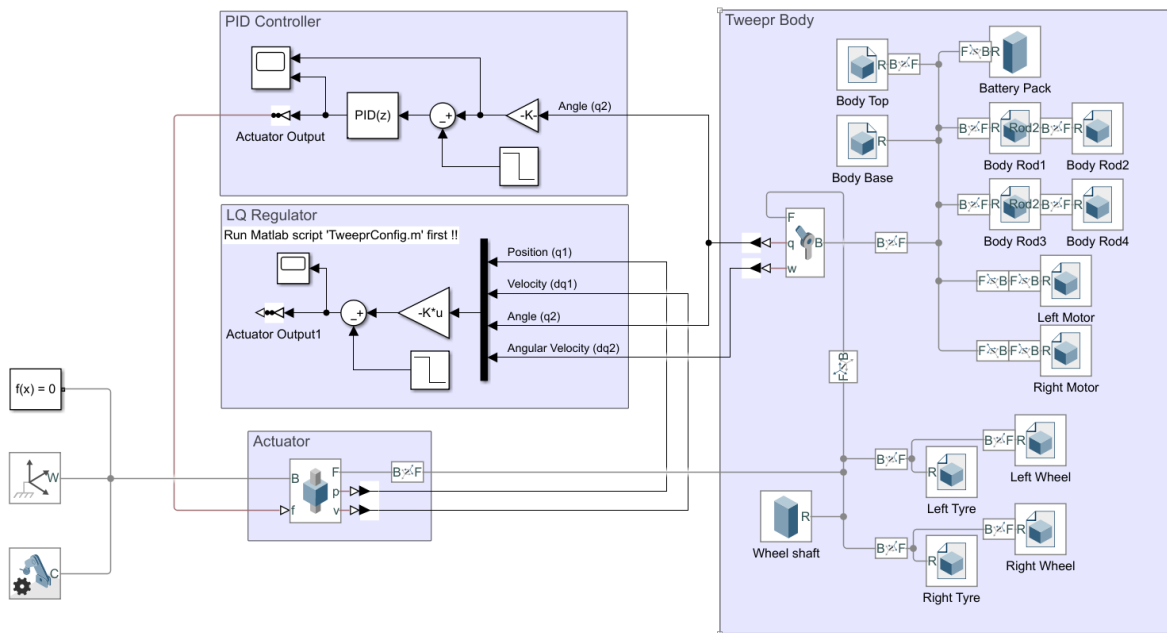 PID Controller
Actuator Output
PID(z)
-+
-K-
Angle (q2)
LQ Regulator
Run Matlab script 'TweeprConfig.m' first !!
Actuator Output1
-+
-K*u
Position (q1)
Velocity (dq1)
Angle (q2)
Angular Velocity (dq2)
f(x) = 0
W
C
Actuator
B
f
F
p
v
B F
Tweepr Body
R
B F
Body Top
F B R
Battery Pack
R
Body Base
B F R
Rod2
B F R
Body Rod1
Body Rod2
B F R
Rod2
B F R
Body Rod3
Body Rod4
F
q
w
B
B F
F B F B R
Left Motor
F B F B R
Right Motor
F B
B F
B F R
Left Wheel
R
Left Tyre
R
Wheel shaft
B F
B F R
Right Wheel
R
Right Tyre